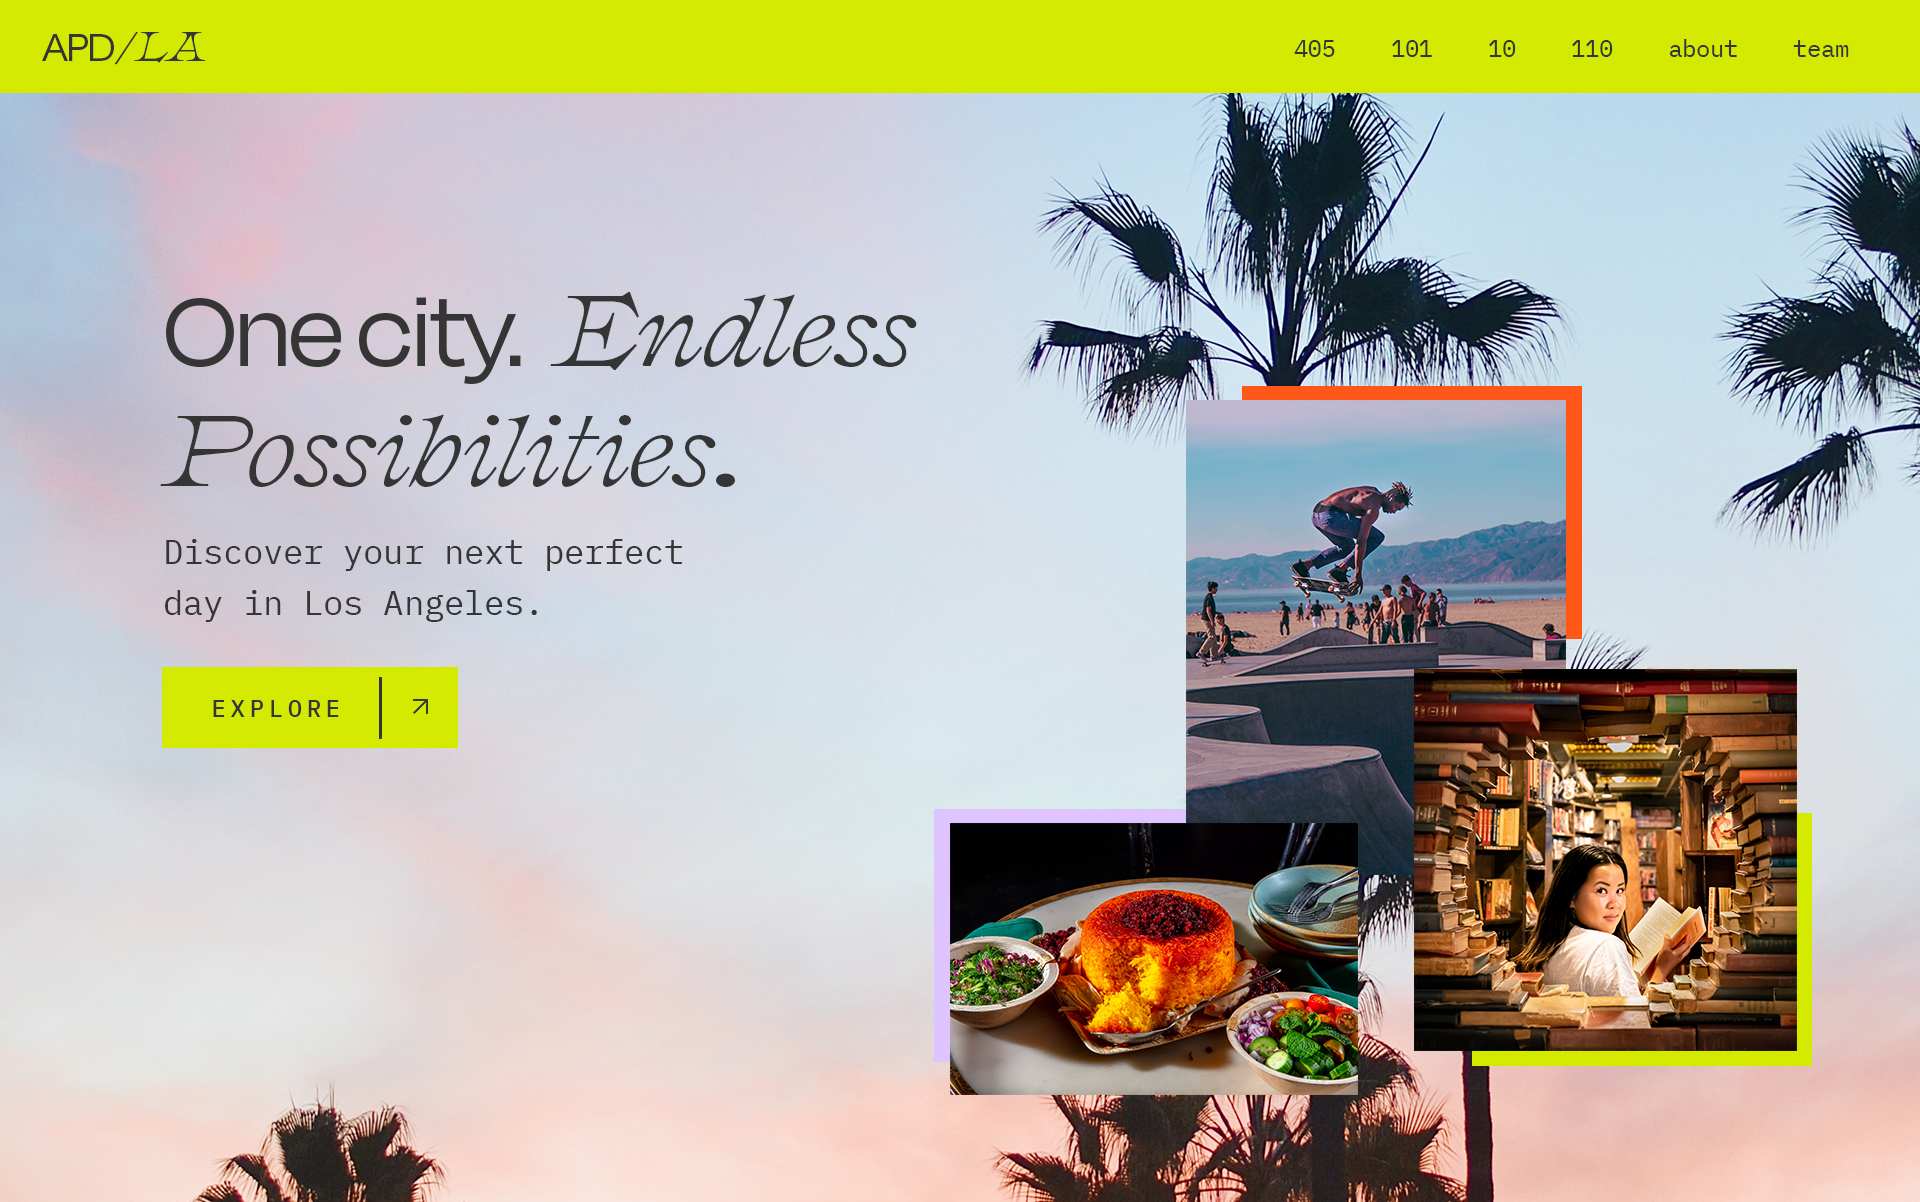 APD/LA
405 101 10 110 about team
One city. Endless
Possibilities.
Discover your next perfect
day in Los Angeles.
EXPLORE